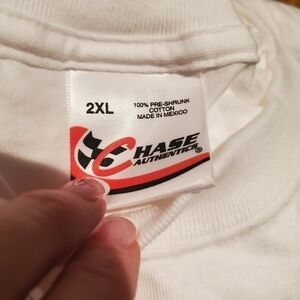 2XL
100% PRE-SHRUNK
COTTON
MADE IN MEXICO
CHASE
AUTHENTICS®